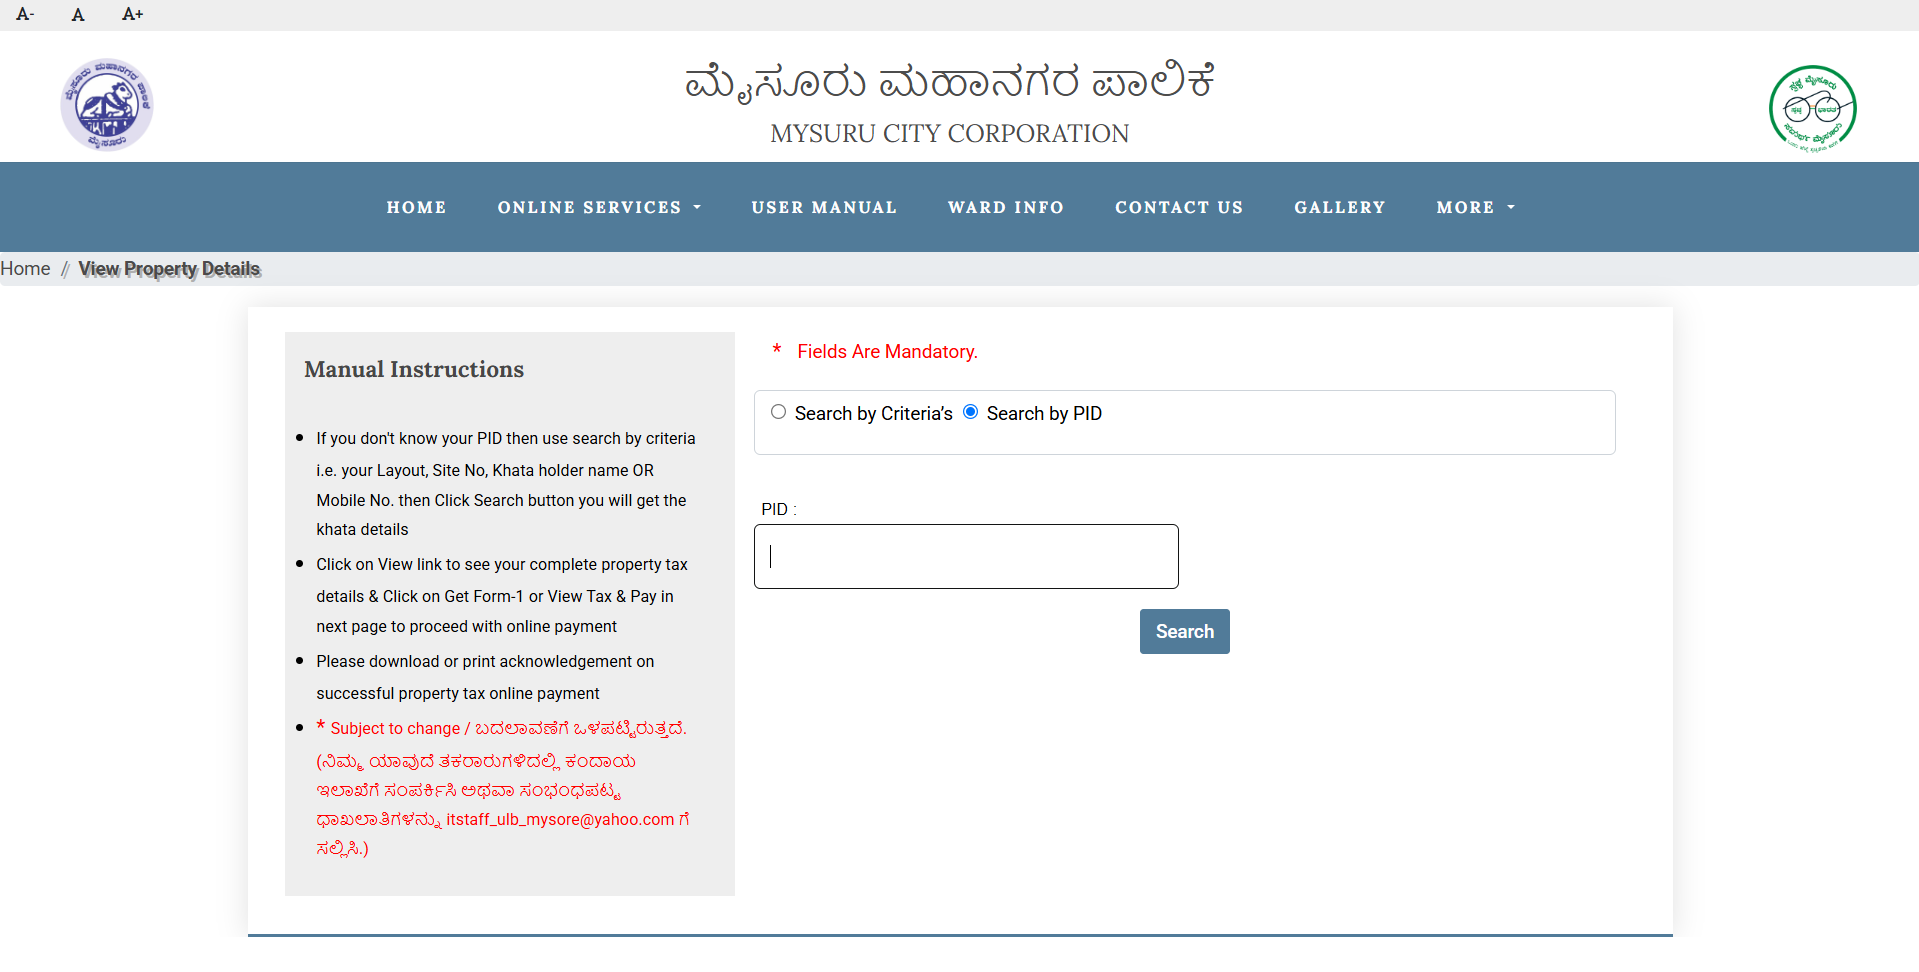 A- A A+
ಮೈಸೂರು ಮಹಾನಗರ ಪಾಲಿಕೆ
MYSURU CITY CORPORATION
ಮೈಸೂರು ಮಹಾನಗರ ಪಾಲಿಕೆ
ಮೈಸೂರು
ಸ್ವಚ್ಛ ಮೈಸೂರು
ಸ್ವಚ್ಛ ಭಾರತ
HOME ONLINE SERVICES USER MANUAL WARD INFO CONTACT US GALLERY MORE
Home // View Property Details
Manual Instructions
If you don't know your PID then use search by criteria
i.e. your Layout, Site No, Khata holder name OR
Mobile No. then Click Search button you will get the
khata details
Click on View link to see your complete property tax
details & Click on Get Form-1 or View Tax & Pay in
next page to proceed with online payment
Please download or print acknowledgement on
successful property tax online payment
* Subject to change / ಬದಲಾವಣೆಗೆ ಒಳಪಟ್ಟಿರುತ್ತದೆ.
(ನಿಮ್ಮ ಯಾವುದೆ ತಕರಾರುಗಳಿದಲ್ಲಿ ಕಂದಾಯ
ಇಲಾಖೆಗೆ ಸಂಪರ್ಕಿಸಿ ಅಥವಾ ಸಂಭಂಧಪಟ್ಟ
ಧಾಖಲಾತಿಗಳನ್ನು itstaff_ulb_mysore@yahoo.com ಗೆ
ಸಲ್ಲಿಸಿ.)
* Fields Are Mandatory.
Search by Criteria’s Search by PID
PID :
Search